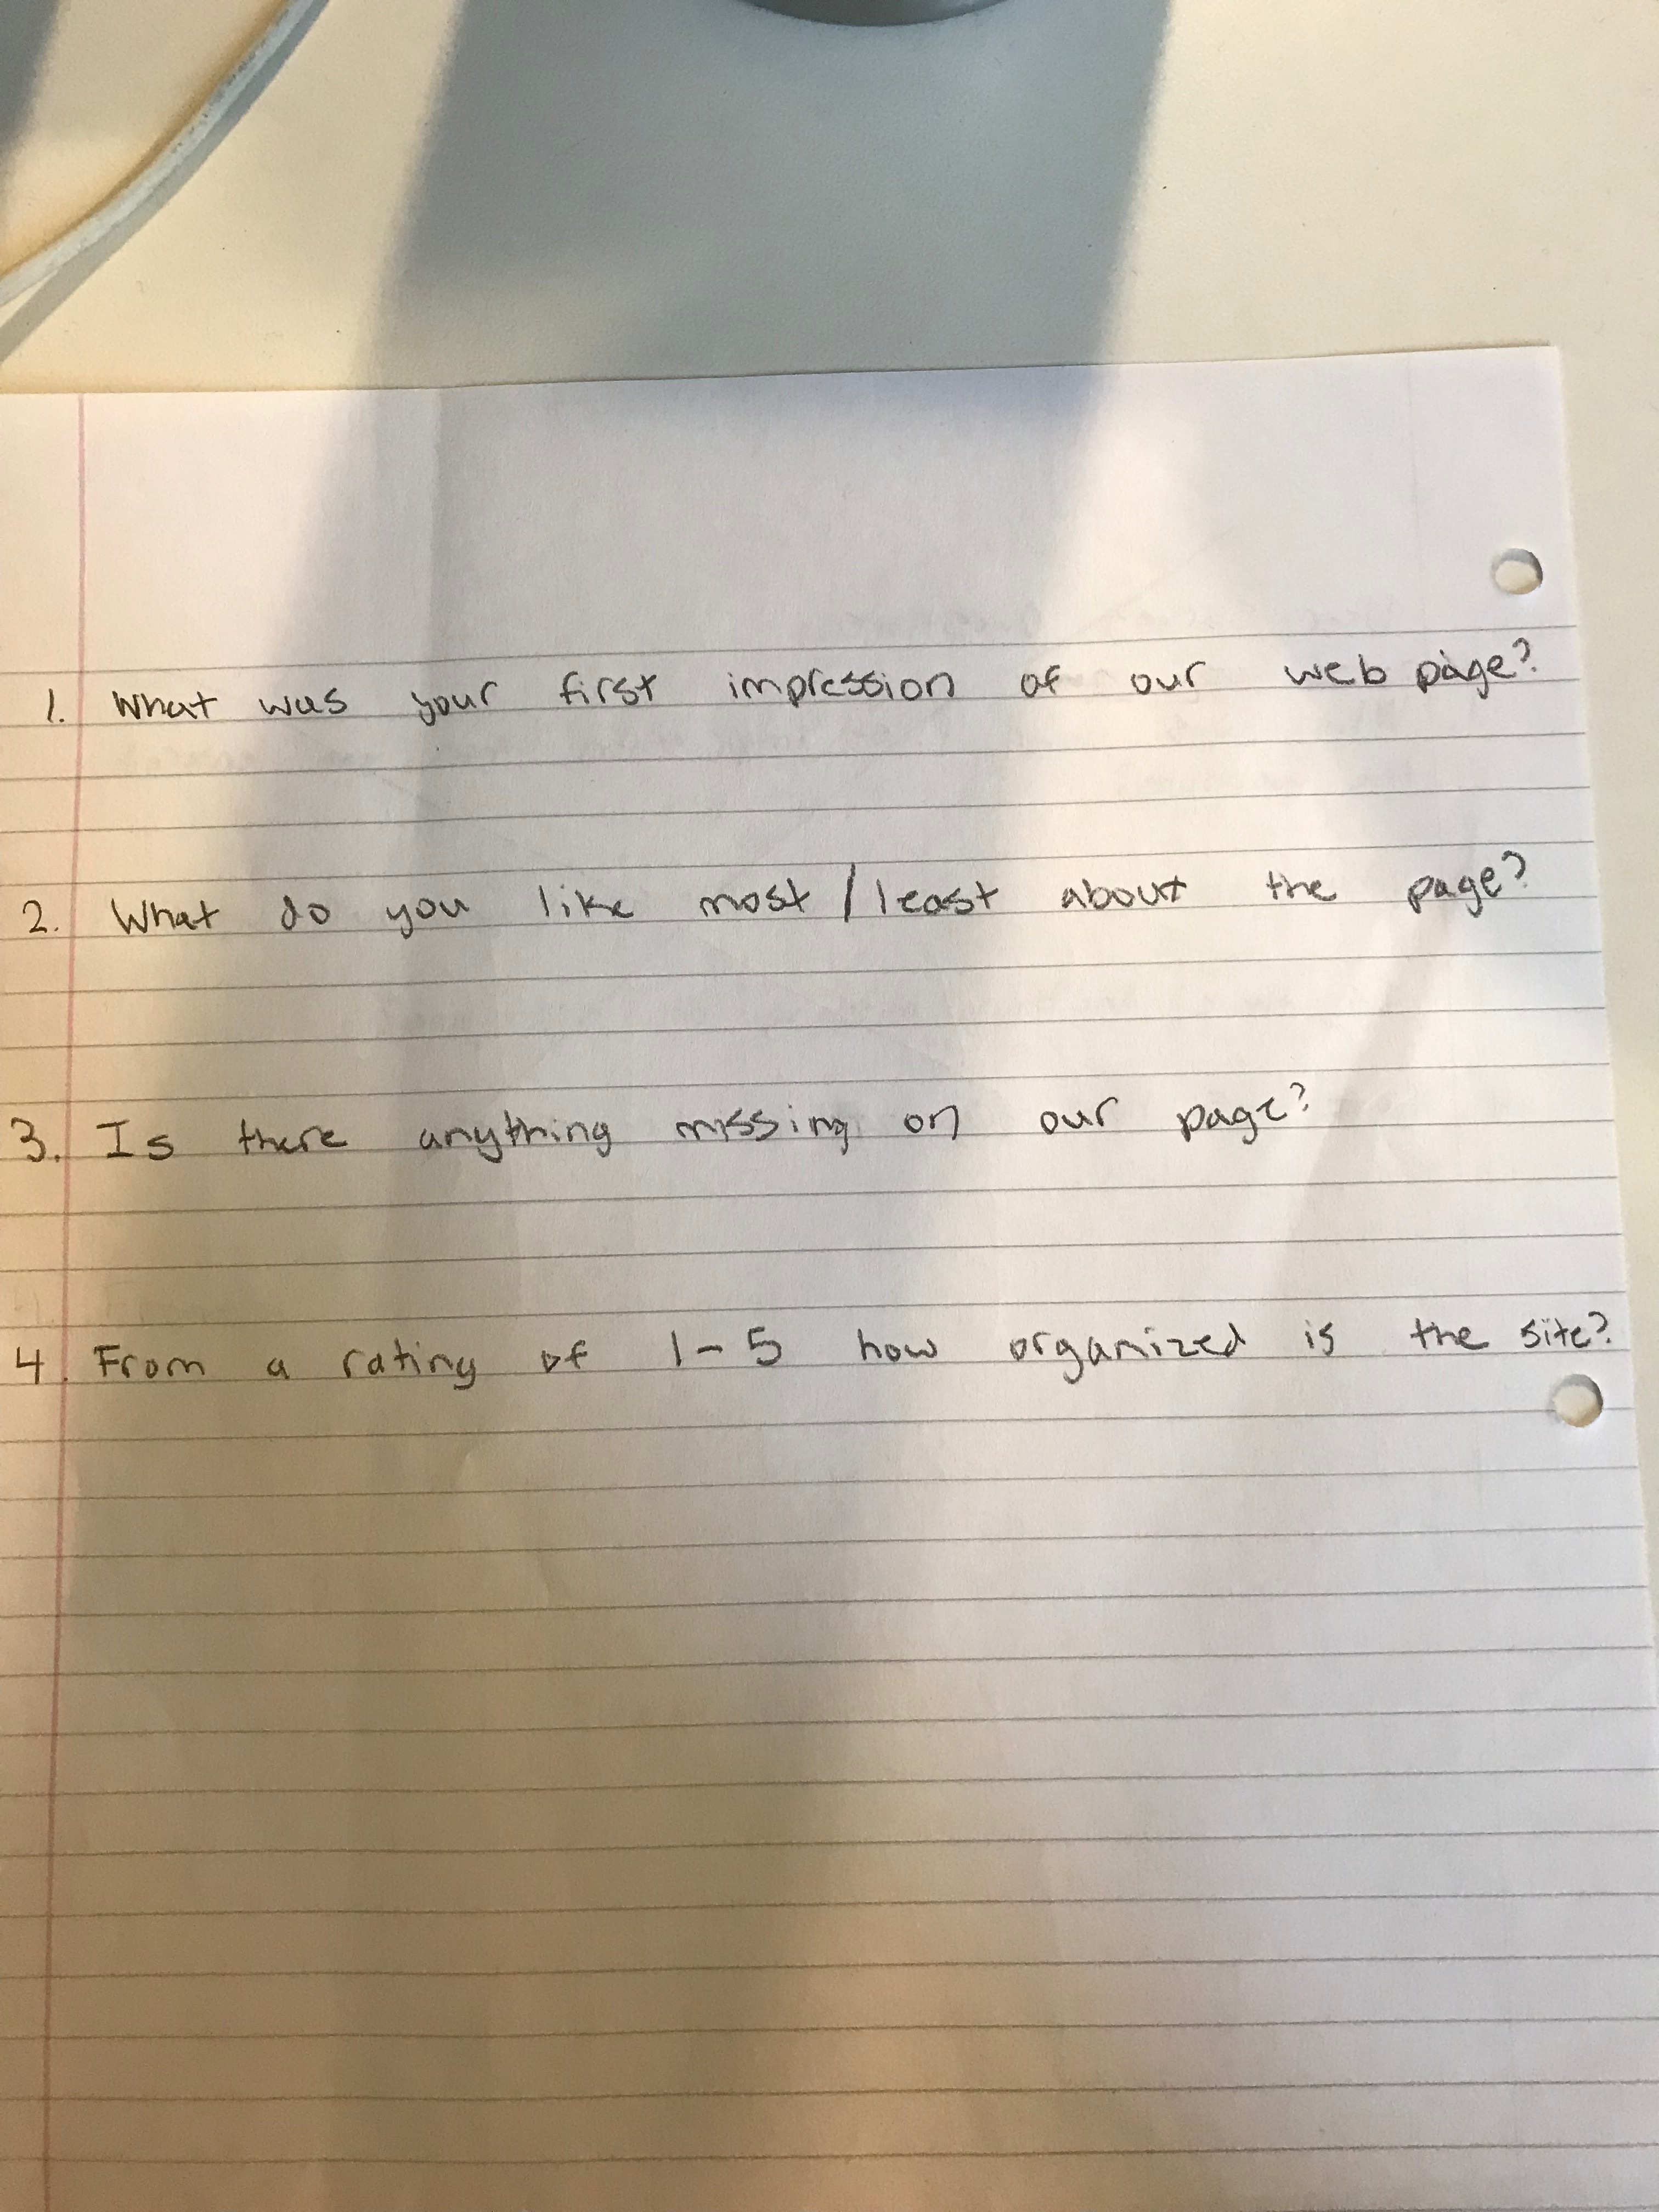 1. What was your first impression of our web page?
2. What do you like most / least about the page?
3. Is there anything missing on our page?
4. From a rating of 1-5 how organized is the site?